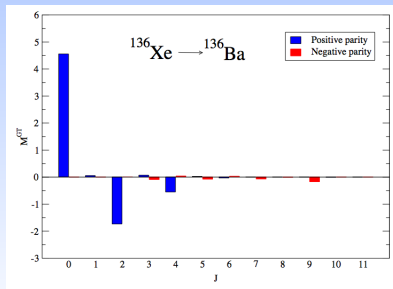 6
5
4
3
2
1
0
-1
-2
-3
M^GT
¹³⁶Xe → ¹³⁶Ba
Positive parity
Negative parity
0 1 2 3 4 5 6 7 8 9 10 11
J